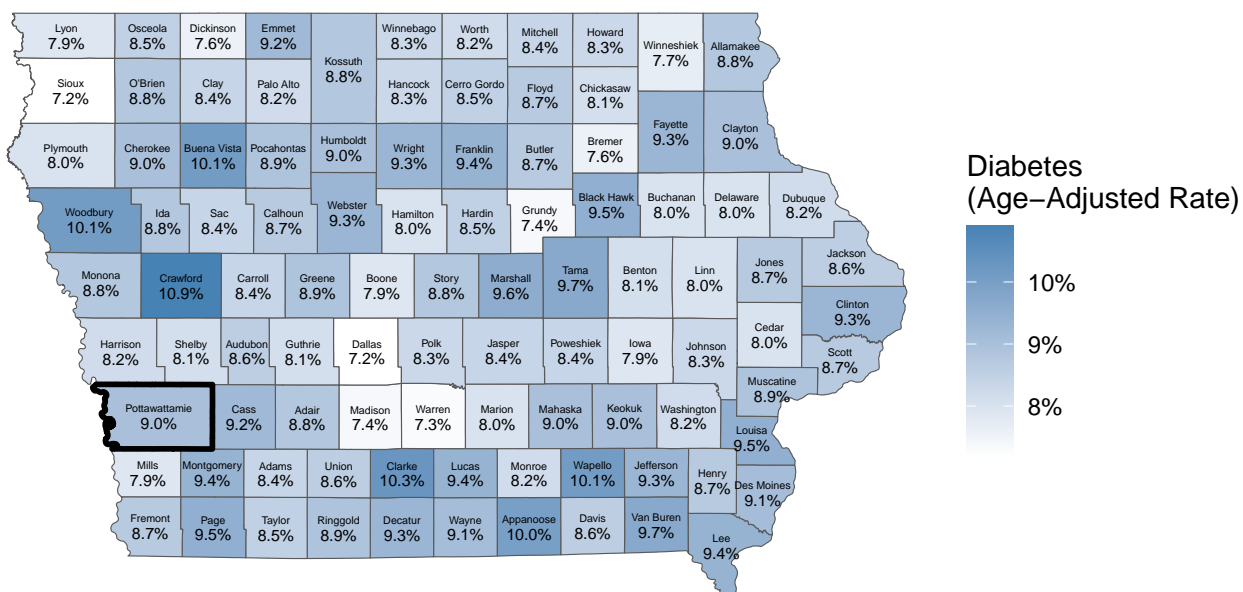 Lyon
7.9%
Osceola
8.5%
Dickinson
7.6%
Emmet
9.2%
Kossuth
8.8%
Winnebago
8.3%
Worth
8.2%
Mitchell
8.4%
Howard
8.3%
Winneshiek
7.7%
Allamakee
8.8%
Sioux
7.2%
O'Brien
8.8%
Clay
8.4%
Palo Alto
8.2%
Hancock
8.3%
Cerro Gordo
8.5%
Floyd
8.7%
Chickasaw
8.1%
Fayette
9.3%
Clayton
9.0%
Plymouth
8.0%
Cherokee
9.0%
Buena Vista
10.1%
Pocahontas
8.9%
Humboldt
9.0%
Wright
9.3%
Franklin
9.4%
Butler
8.7%
Bremer
7.6%
Woodbury
10.1%
Ida
8.8%
Sac
8.4%
Calhoun
8.7%
Webster
9.3%
Hamilton
8.0%
Hardin
8.5%
Grundy
7.4%
Black Hawk
9.5%
Buchanan
8.0%
Delaware
8.0%
Dubuque
8.2%
Monona
8.8%
Crawford
10.9%
Carroll
8.4%
Greene
8.9%
Boone
7.9%
Story
8.8%
Marshall
9.6%
Tama
9.7%
Benton
8.1%
Linn
8.0%
Jones
8.7%
Jackson
8.6%
Clinton
9.3%
Harrison
8.2%
Shelby
8.1%
Audubon
8.6%
Guthrie
8.1%
Dallas
7.2%
Polk
8.3%
Jasper
8.4%
Poweshiek
8.4%
Iowa
7.9%
Johnson
8.3%
Cedar
8.0%
Scott
8.7%
Muscatine
8.9%
Pottawattamie
9.0%
Cass
9.2%
Adair
8.8%
Madison
7.4%
Warren
7.3%
Marion
8.0%
Mahaska
9.0%
Keokuk
9.0%
Washington
8.2%
Louisa
9.5%
Mills
7.9%
Montgomery
9.4%
Adams
8.4%
Union
8.6%
Clarke
10.3%
Lucas
9.4%
Monroe
8.2%
Wapello
10.1%
Jefferson
9.3%
Henry
8.7%
Des Moines
9.1%
Fremont
8.7%
Page
9.5%
Taylor
8.5%
Ringgold
8.9%
Decatur
9.3%
Wayne
9.1%
Appanoose
10.0%
Davis
8.6%
Van Buren
9.7%
Lee
9.4%
Diabetes
(Age−Adjusted Rate)
10%
9%
8%